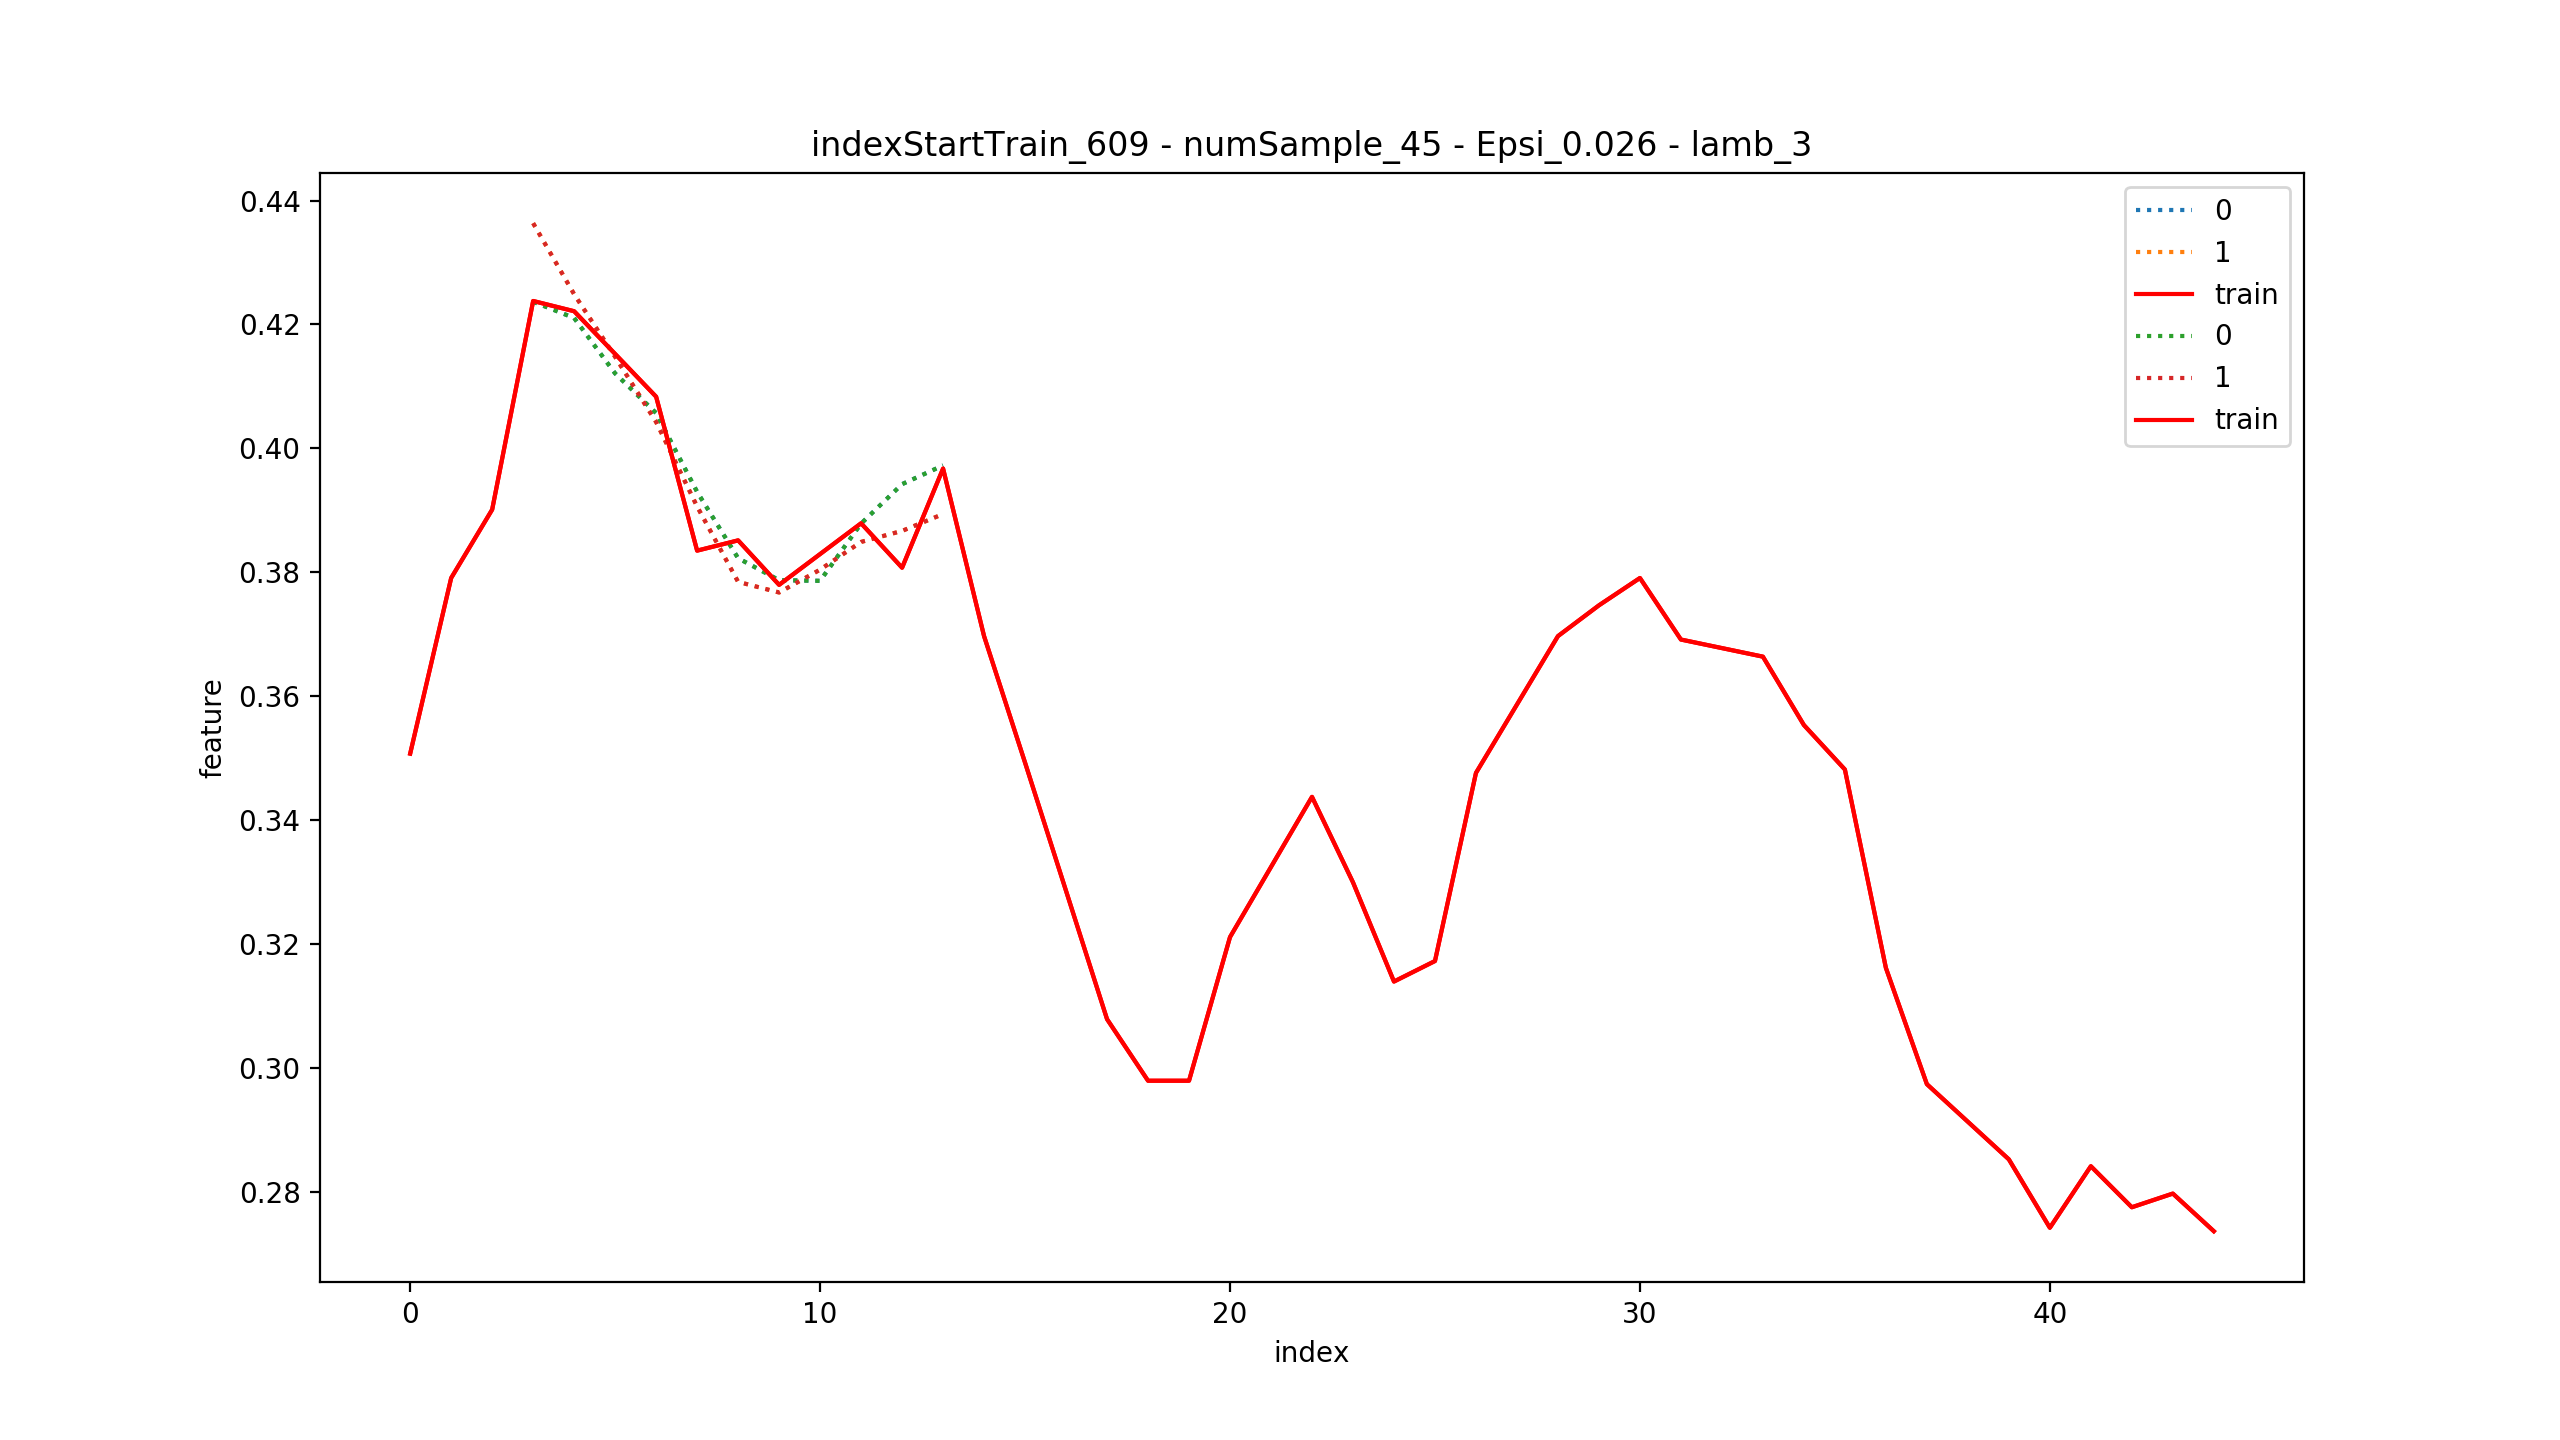 indexStartTrain_609 - numSample_45 - Epsi_0.026 - lamb_3
0
1
train
0
1
train
0.44
0.42
0.40
0.38
0.36
0.34
0.32
0.30
0.28
feature
0 10 20 30 40
index